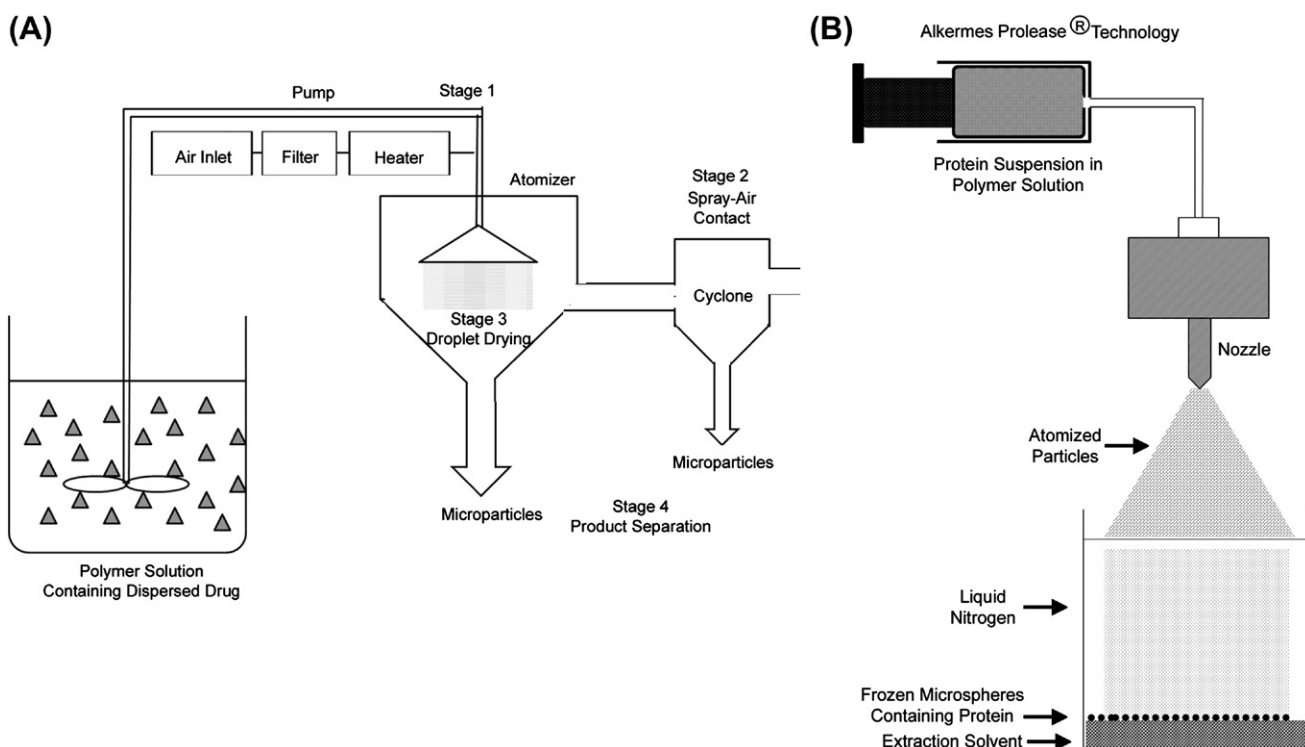 (A)
Pump
Stage 1
Air Inlet
Filter
Heater
Atomizer
Stage 2
Spray-Air
Contact
Cyclone
Stage 3
Droplet Drying
Microparticles
Microparticles
Stage 4
Product Separation
Polymer Solution
Containing Dispersed Drug
(B)
Alkermes Prolease ® Technology
Protein Suspension in
Polymer Solution
Nozzle
Atomized
Particles
Liquid
Nitrogen
Frozen Microspheres
Containing Protein
Extraction Solvent